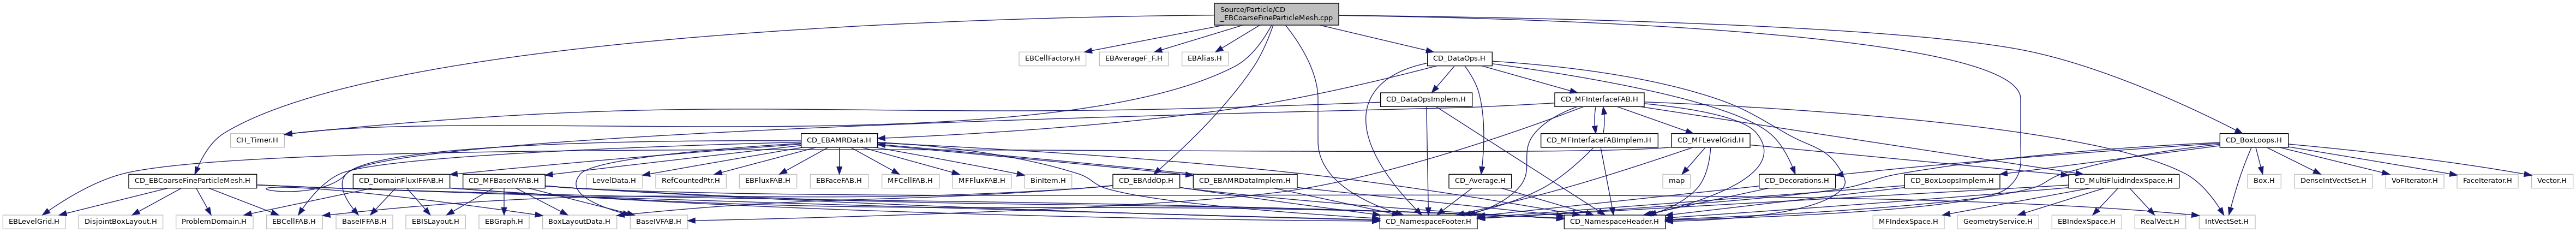 Source/Particle/CD
_EBCoarseFineParticleMesh.cpp
EBCellFactory.H
EBAverageF_F.H
EBAlias.H
CD_DataOps.H
CD_DataOpsImplem.H
CD_MFInterfaceFAB.H
CH_Timer.H
CD_EBAMRData.H
CD_MFInterfaceFABImplem.H
CD_MFLevelGrid.H
CD_BoxLoops.H
CD_EBCoarseFineParticleMesh.H
CD_DomainFluxIFFAB.H
CD_MFBaseIVFAB.H
LevelData.H
RefCountedPtr.H
EBFluxFAB.H
EBFaceFAB.H
MFCellFAB.H
MFFluxFAB.H
BinItem.H
CD_EBAddOp.H
CD_EBAMRDataImplem.H
CD_Average.H
map
CD_Decorations.H
CD_BoxLoopsImplem.H
CD_MultiFluidIndexSpace.H
Box.H
DenseIntVectSet.H
VoFIterator.H
FaceIterator.H
Vector.H
EBLevelGrid.H
DisjointBoxLayout.H
ProblemDomain.H
EBCellFAB.H
BaseIFFAB.H
EBISLayout.H
EBGraph.H
BoxLayoutData.H
BaseIVFAB.H
CD_NamespaceFooter.H
CD_NamespaceHeader.H
MFIndexSpace.H
GeometryService.H
EBIndexSpace.H
RealVect.H
IntVectSet.H